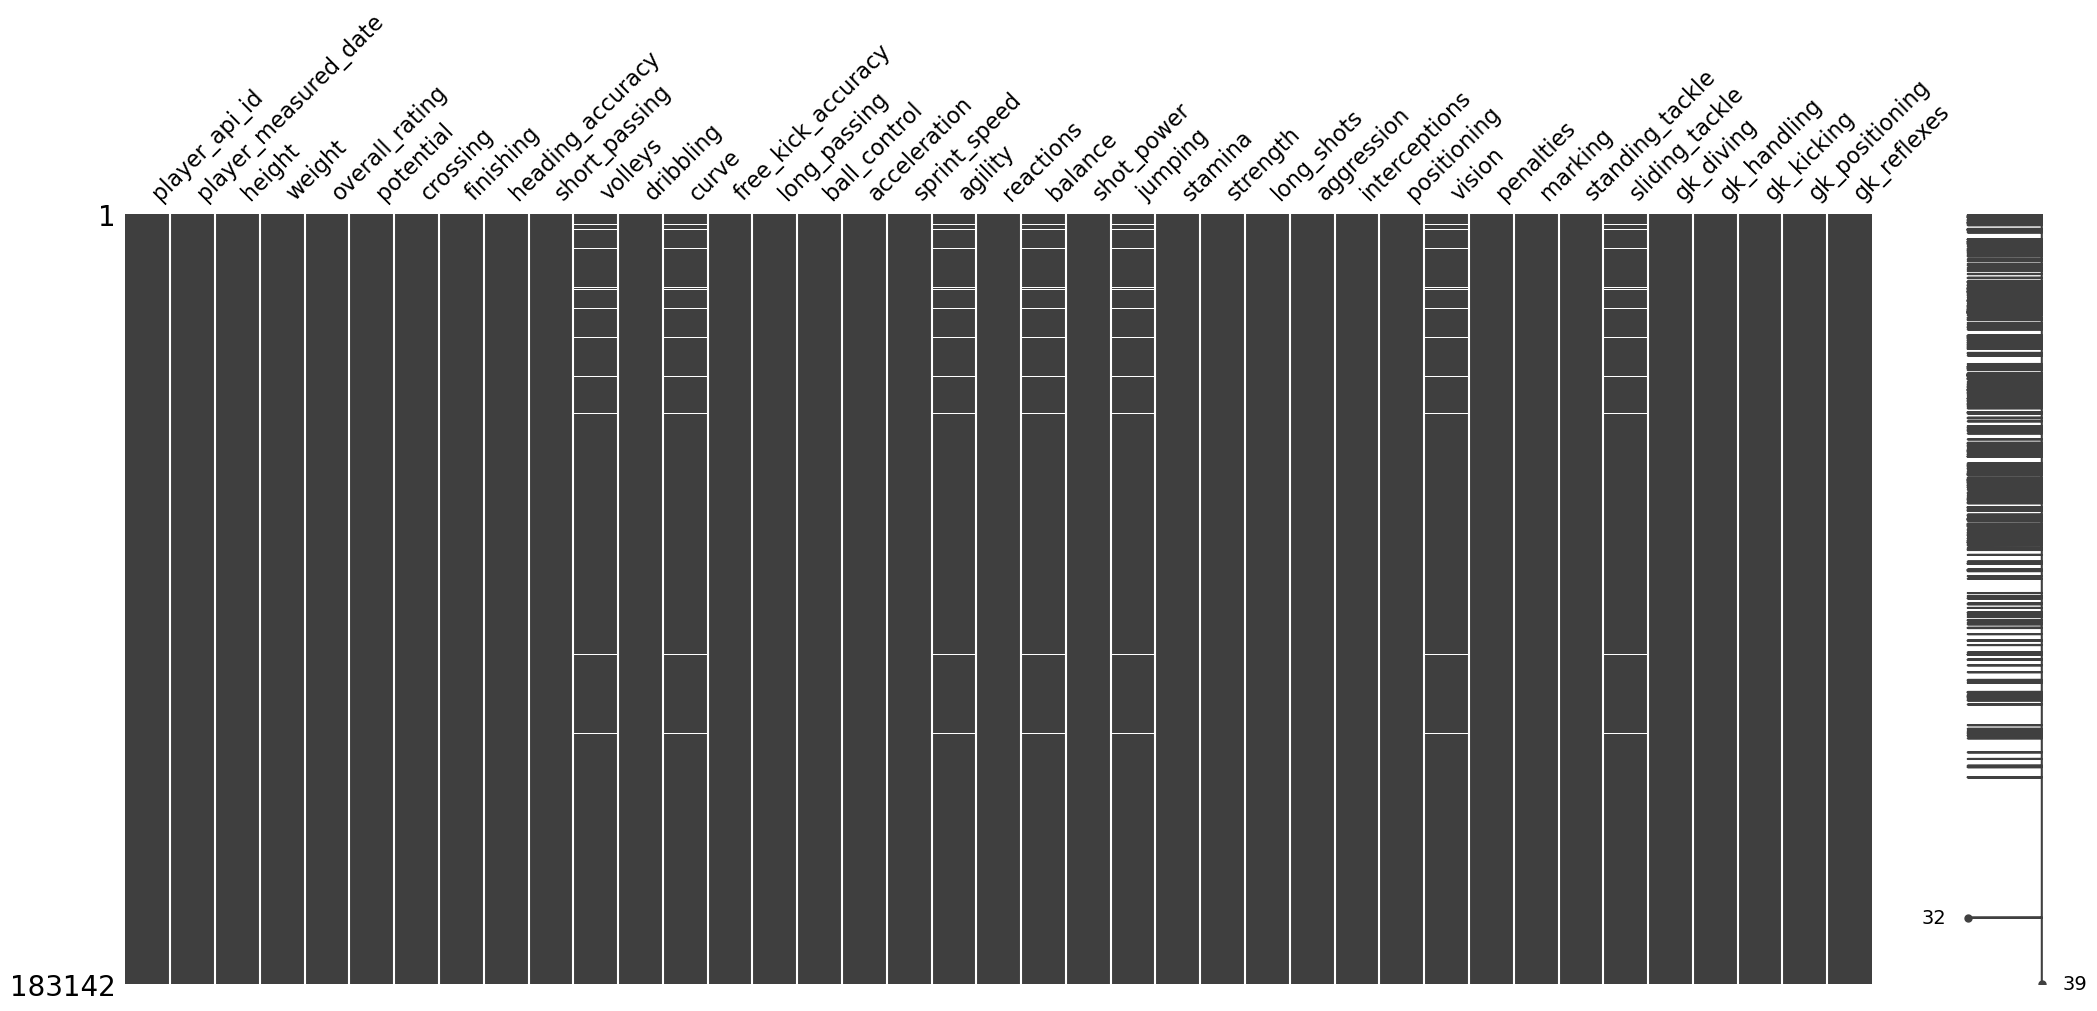 player_api_id
player_measured_date
height
weight
overall_rating
potential
crossing
finishing
heading_accuracy
short_passing
volleys
dribbling
curve
free_kick_accuracy
long_passing
ball_control
acceleration
sprint_speed
agility
reactions
balance
shot_power
jumping
stamina
strength
long_shots
aggression
interceptions
positioning
vision
penalties
marking
standing_tackle
sliding_tackle
gk_diving
gk_handling
gk_kicking
gk_positioning
gk_reflexes
1
32
183142
39